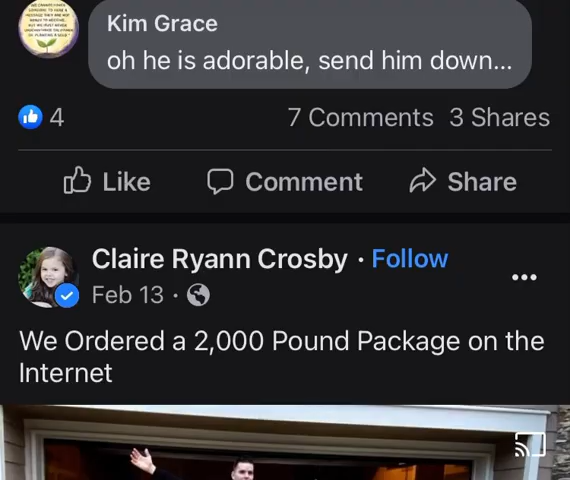 Kim Grace
oh he is adorable, send him down...
4
7 Comments 3 Shares
Like Comment Share
Claire Ryann Crosby · Follow
Feb 13 ·
We Ordered a 2,000 Pound Package on the
Internet